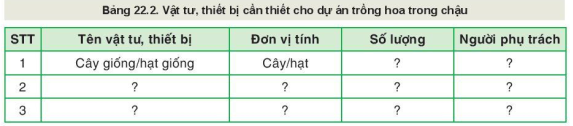 Bảng 22.2. Vật tư, thiết bị cần thiết cho dự án trồng hoa trong chậu
STT Tên vật tư, thiết bị Đơn vị tính Số lượng Người phụ trách
1 Cây giống/hạt giống Cây/hạt ? ?
2 ? ? ? ?
3 ? ? ? ?